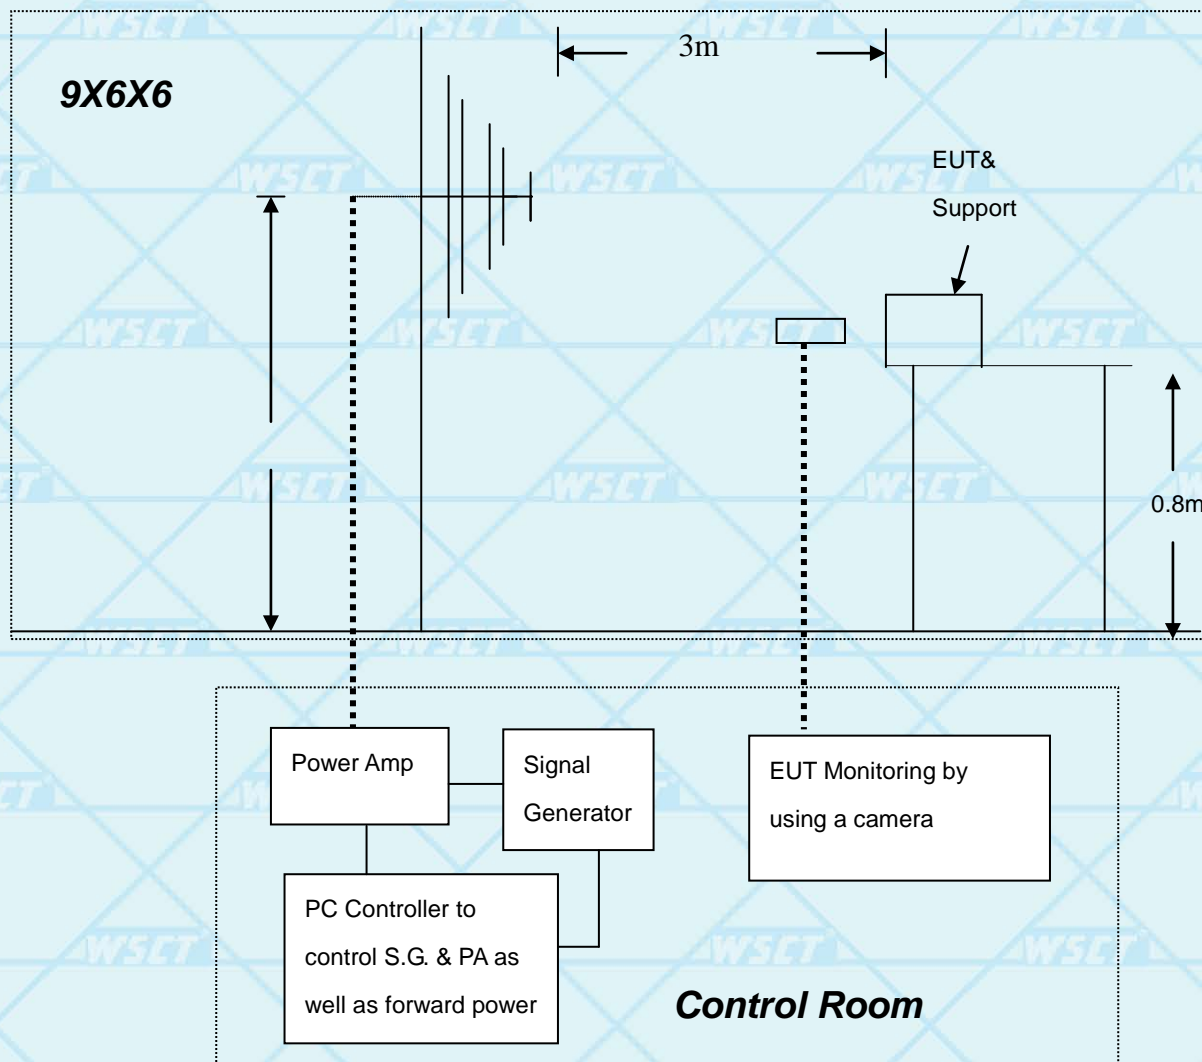 3m
9X6X6
EUT&
Support
0.8m
Power Amp
Signal
Generator
EUT Monitoring by
using a camera
PC Controller to
control S.G. & PA as
well as forward power
Control Room
WSCT